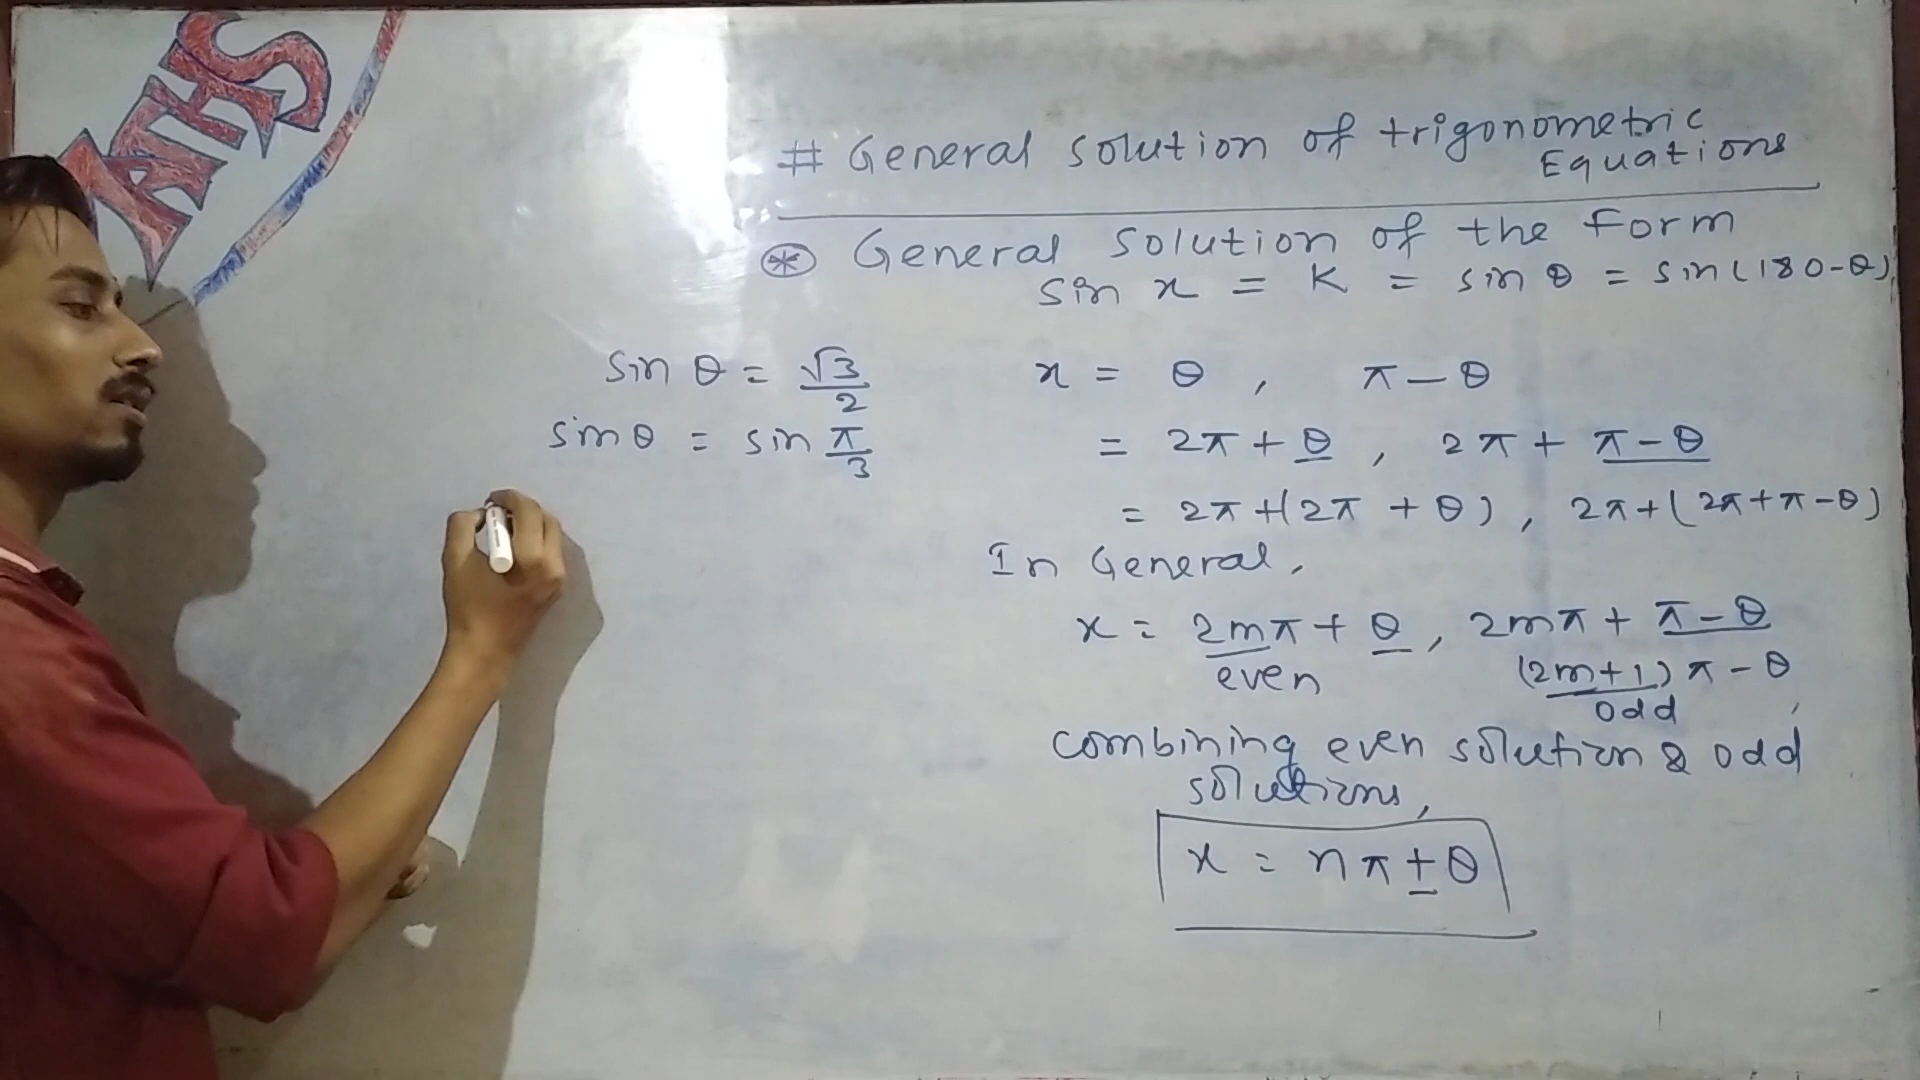 ATHS
# General solution of trigonometric
Equations
* General solution of the form
sin x = K = sin θ = sin(180-θ)
sin θ = √3/2
sin θ = sin π/3
x = θ , π-θ
= 2π + θ , 2π + π-θ
= 2π +(2π + θ) , 2π+(2π+π-θ)
In General,
x = 2mπ + θ , 2mπ + π-θ
even (2m+1)π-θ
odd
combining even solution & odd
solutions,
x = nπ ± θ